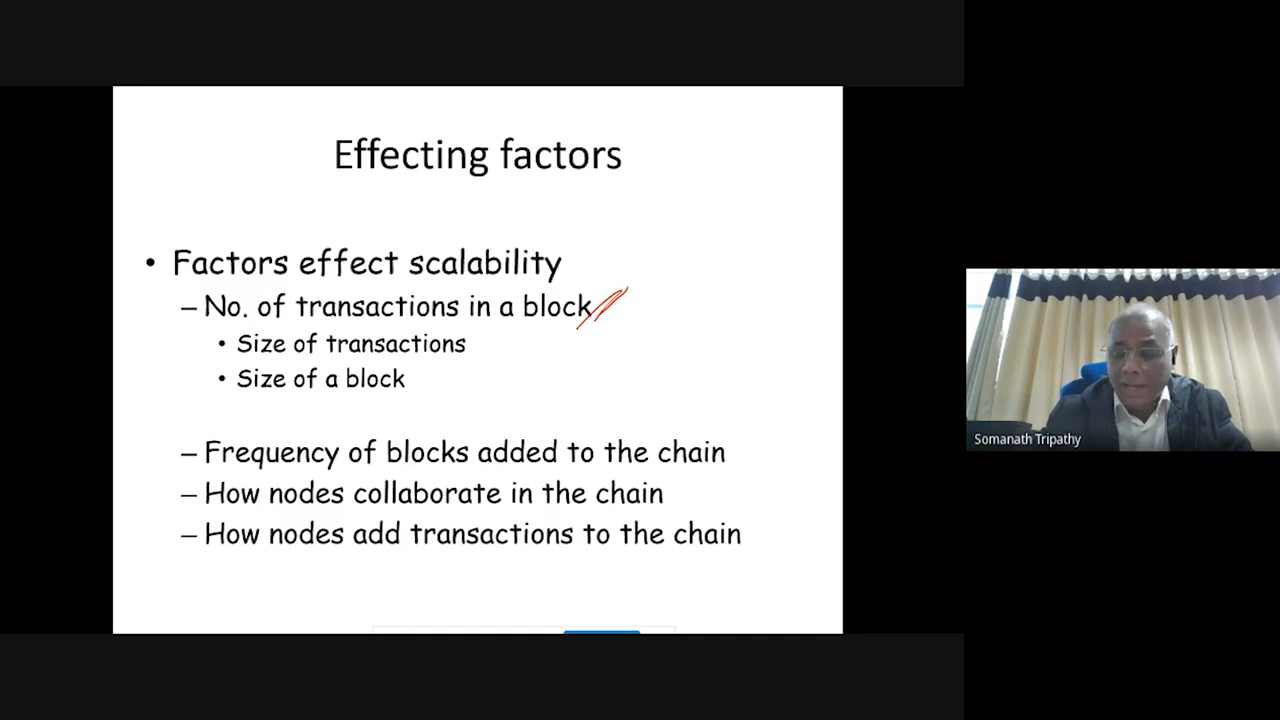 Effecting factors
• Factors effect scalability
– No. of transactions in a block
• Size of transactions
• Size of a block
– Frequency of blocks added to the chain
– How nodes collaborate in the chain
– How nodes add transactions to the chain
Somanath Tripathy